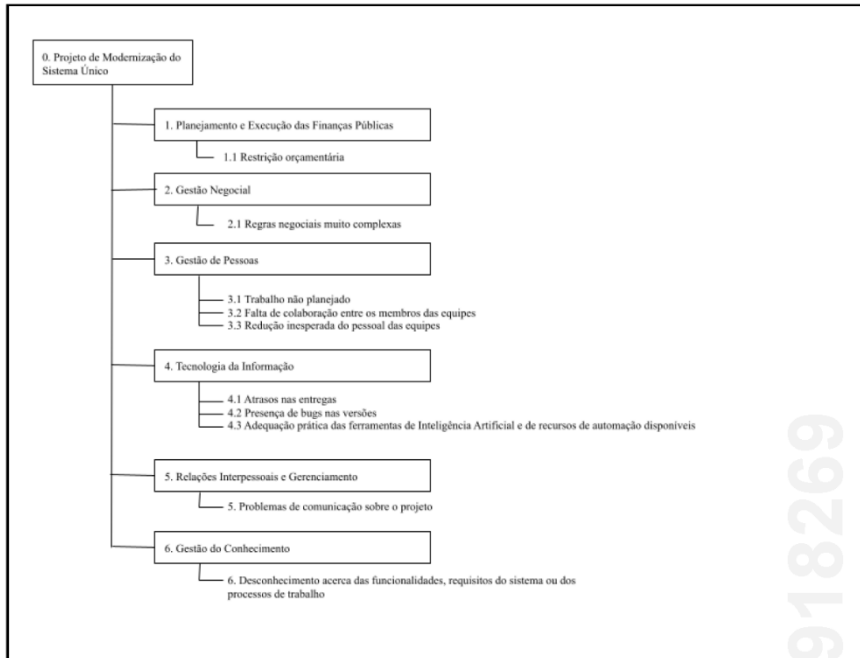 0. Projeto de Modernização do
Sistema Único
1. Planejamento e Execução das Finanças Públicas
1.1 Restrição orçamentária
2. Gestão Negocial
2.1 Regras negociais muito complexas
3. Gestão de Pessoas
3.1 Trabalho não planejado
3.2 Falta de colaboração entre os membros das equipes
3.3 Redução inesperada do pessoal das equipes
4. Tecnologia da Informação
4.1 Atrasos nas entregas
4.2 Presença de bugs nas versões
4.3 Adequação prática das ferramentas de Inteligência Artificial e de recursos de automação disponíveis
5. Relações Interpessoais e Gerenciamento
5. Problemas de comunicação sobre o projeto
6. Gestão do Conhecimento
6. Desconhecimento acerca das funcionalidades, requisitos do sistema ou dos
processos de trabalho
918269